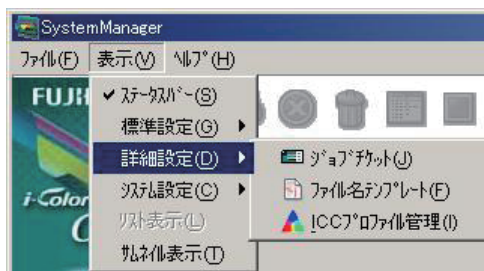 SystemManager
ﾌｧｲﾙ(F) 表示(V) ﾍﾙﾌﾟ(H)
FUJI
ｽﾃｰﾀｽﾊﾞｰ(S)
標準設定(G)
詳細設定(D)
ｼﾞｮﾌﾞﾁｹｯﾄ(J)
i-Color
ｼｽﾃﾑ設定(C)
ﾌｧｲﾙ名ﾃﾝﾌﾟﾚｰﾄ(F)
ﾘｽﾄ表示(L)
ICCﾌﾟﾛﾌｧｲﾙ管理(I)
ｻﾑﾈｲﾙ表示(T)